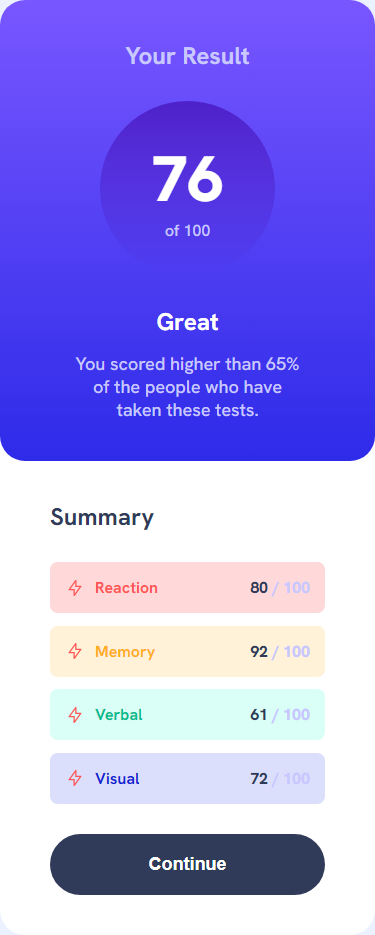 Your Result
76
of 100
Great
You scored higher than 65%
of the people who have
taken these tests.
Summary
Reaction 80 / 100
Memory 92 / 100
Verbal 61 / 100
Visual 72 / 100
Continue